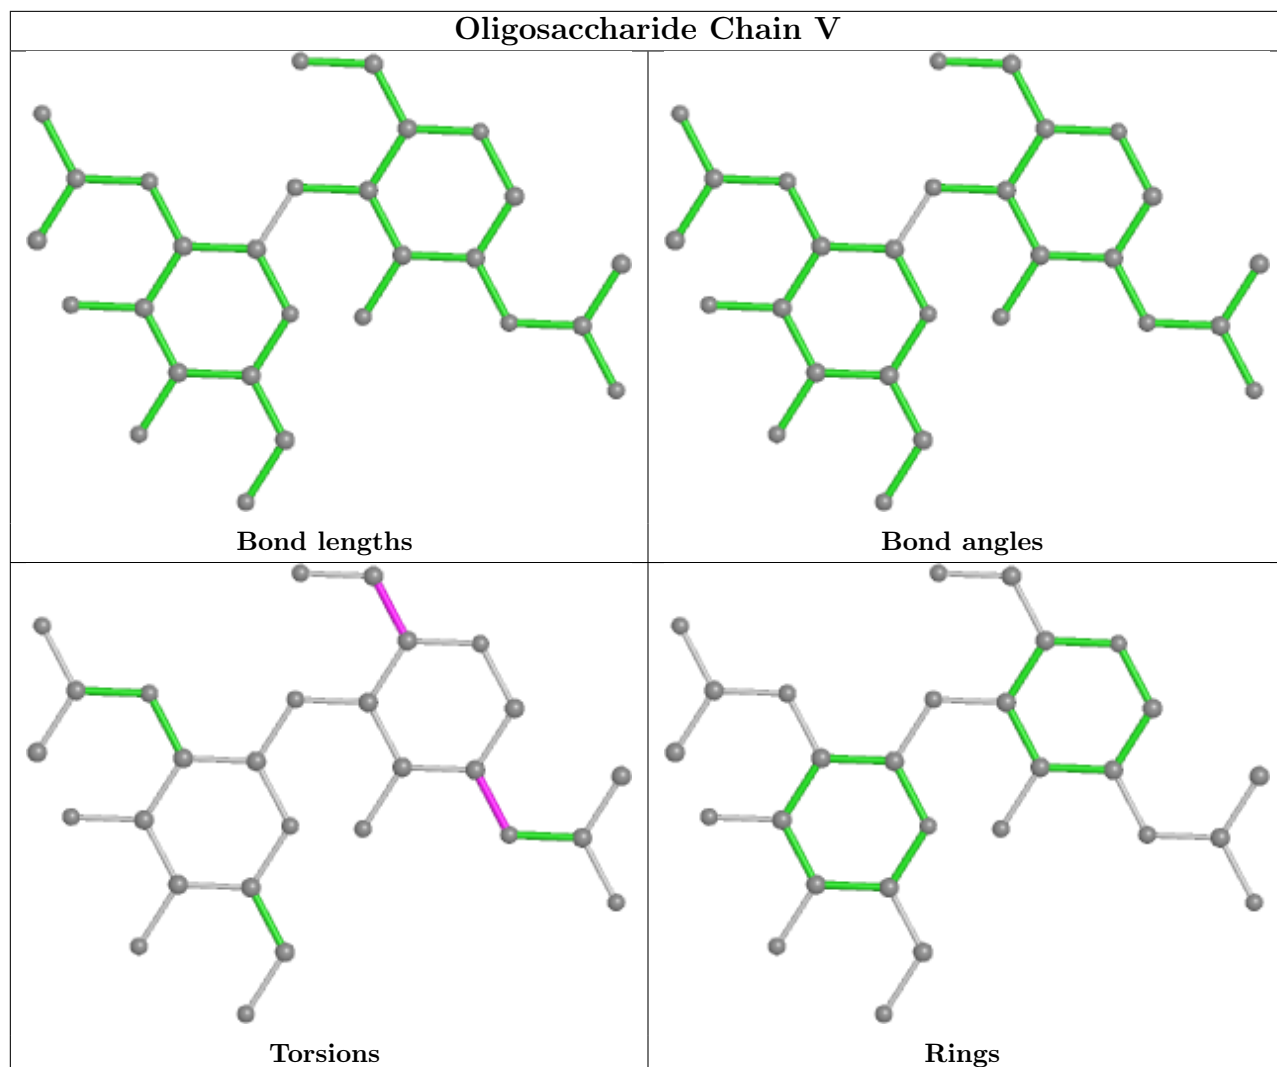 Oligosaccharide Chain V
Bond lengths
Bond angles
Torsions
Rings